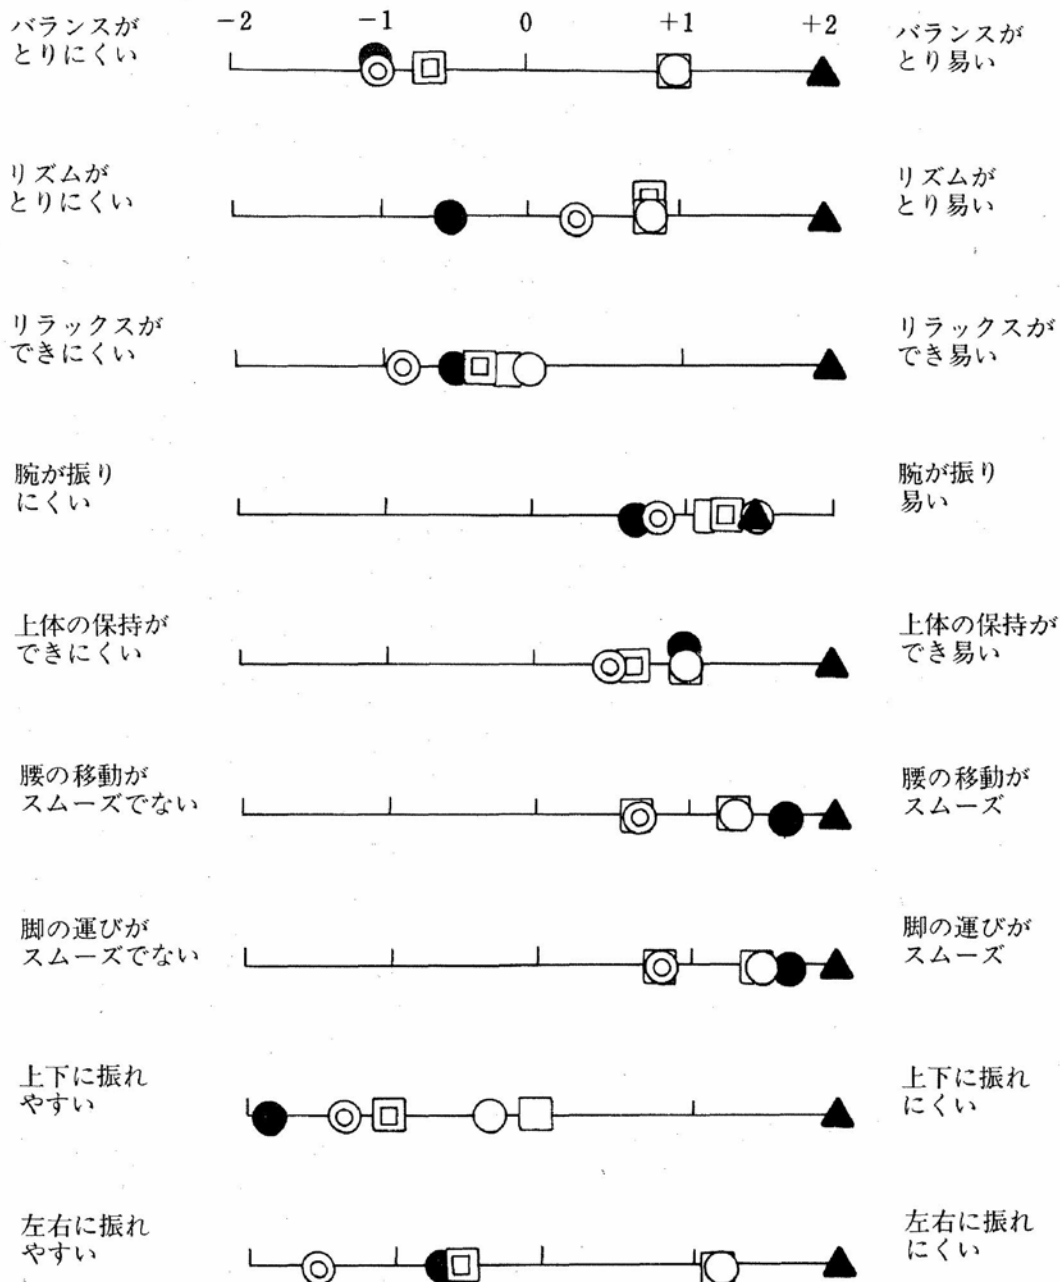 -2 -1 0 +1 +2
バランスが
とりにくい
バランスが
とり易い
リズムが
とりにくい
リズムが
とり易い
リラックスが
できにくい
リラックスが
でき易い
腕が振り
にくい
腕が振り
易い
上体の保持が
できにくい
上体の保持が
でき易い
腰の移動が
スムーズでない
腰の移動が
スムーズ
脚の運びが
スムーズでない
脚の運びが
スムーズ
上下に振れ
やすい
上下に振れ
にくい
左右に振れ
やすい
左右に振れ
にくい